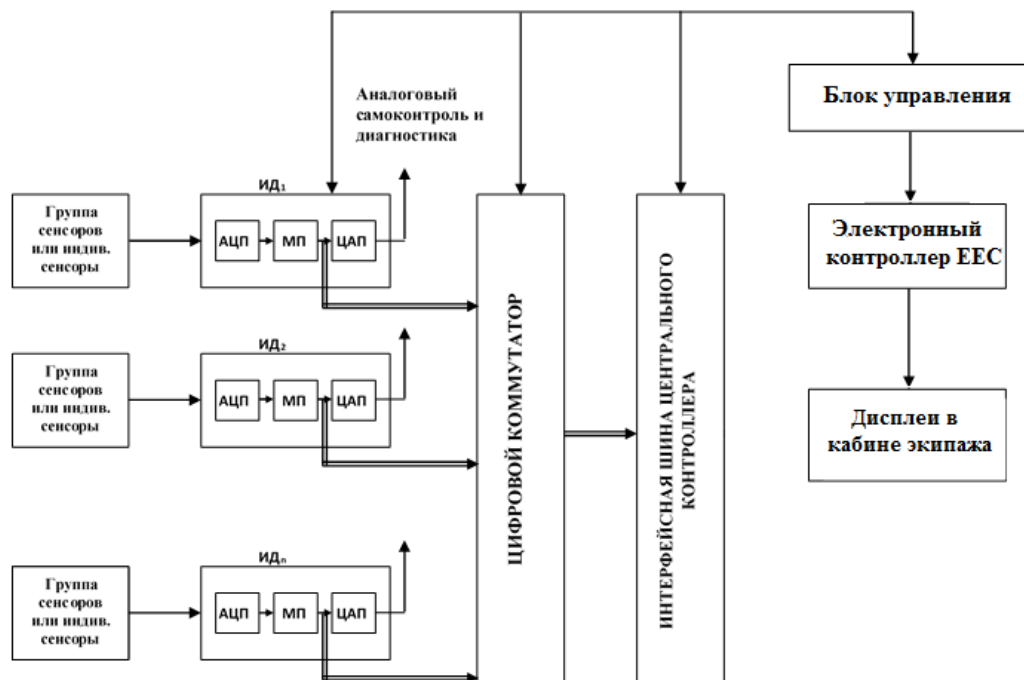 Аналоговый
самоконтроль и
диагностика
Блок управления
Группа
сенсоров
или индив.
сенсоры
ИД₁
АЦП
МП
ЦАП
Электронный
контроллер EEC
Группа
сенсоров
или индив.
сенсоры
ИД₂
АЦП
МП
ЦАП
ЦИФРОВОЙ КОММУТАТОР
ИНТЕРФЕЙСНАЯ ШИНА ЦЕНТРАЛЬНОГО
КОНТРОЛЛЕРА
Дисплеи в
кабине экипажа
Группа
сенсоров
или индив.
сенсоры
ИДₙ
АЦП
МП
ЦАП